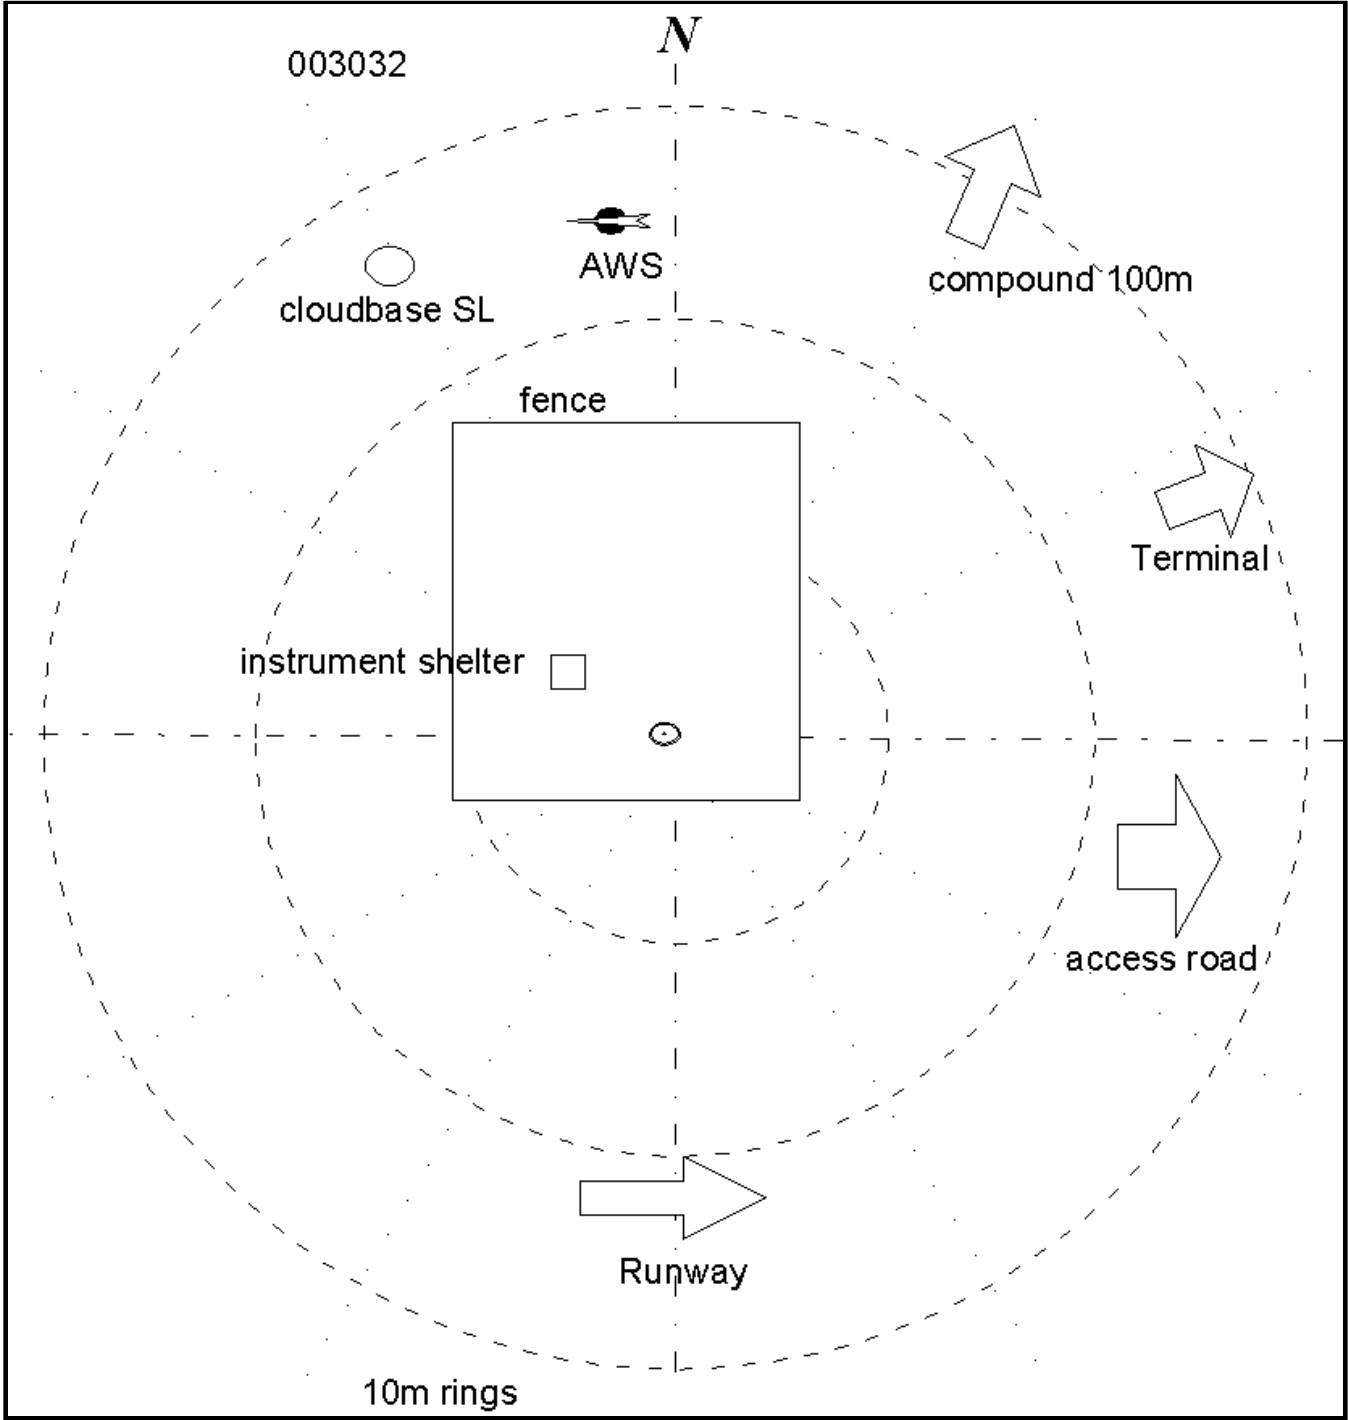 N
003032
AWS
cloudbase SL
compound 100m
fence
Terminal
instrument shelter
access road
Runway
10m rings